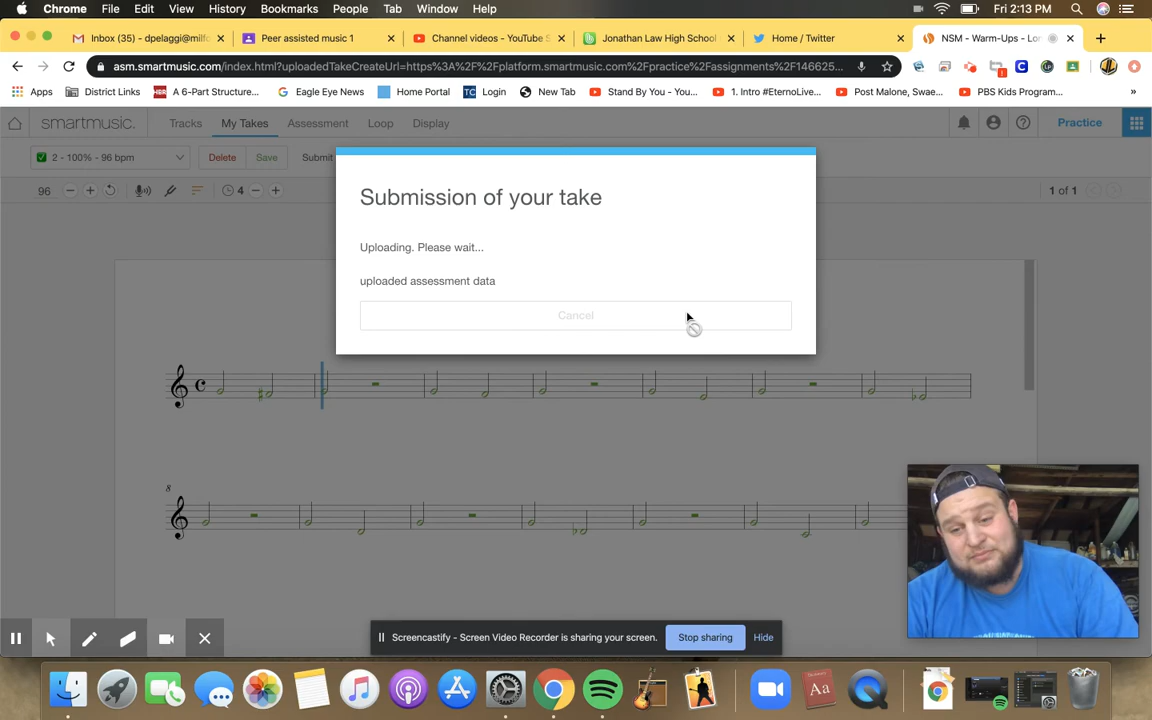 Chrome File Edit View History Bookmarks People Tab Window Help Fri 2:13 PM
Inbox (35) - dpelaggi@milf Peer assisted music 1 Channel videos - YouTube S Jonathan Law High School Home / Twitter NSM - Warm-Ups - Lon
asm.smartmusic.com/index.html?uploadedTakeCreateUrl=https%3A%2F%2Fplatform.smartmusic.com%2Fpractice%2Fassignments%2F146625...
Apps District Links A 6-Part Structure... Eagle Eye News Home Portal Login New Tab Stand By You - You... 1. Intro #EternoLive... Post Malone, Swae... PBS Kids Program... »
smartmusic. Tracks My Takes Assessment Loop Display Practice
2 - 100% - 96 bpm Delete Save Submit
96 4 1 of 1
Submission of your take
Uploading. Please wait...
uploaded assessment data
Cancel
8
Screencastify - Screen Video Recorder is sharing your screen. Stop sharing Hide
Aa